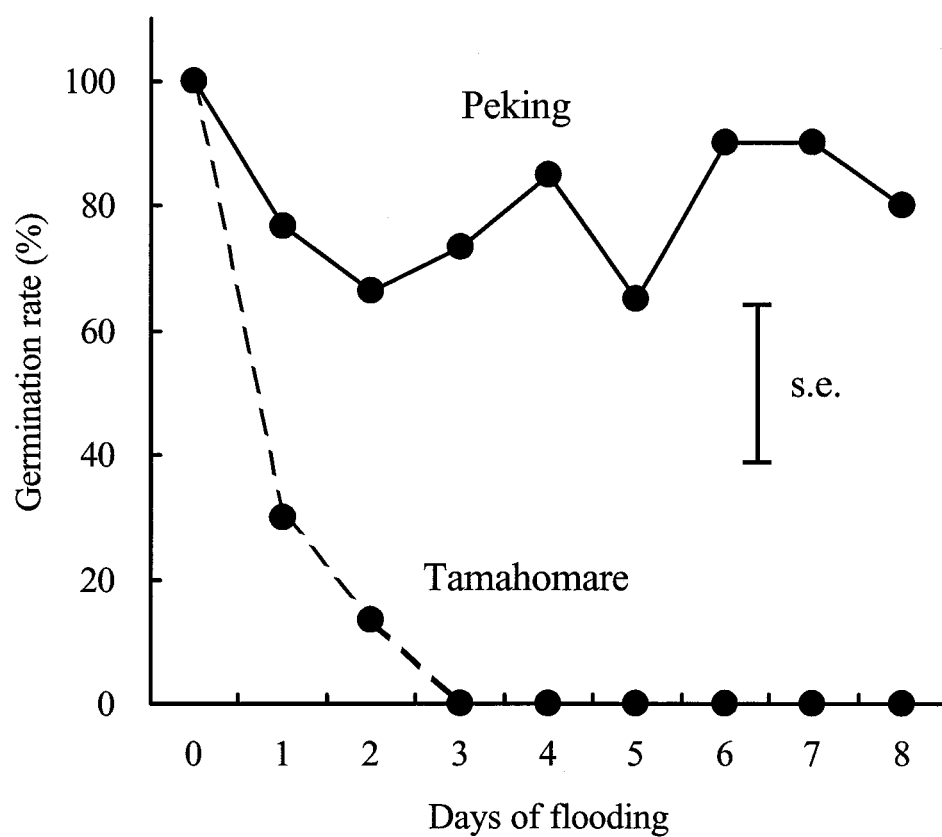 Germination rate (%)
100
80
60
40
20
0
Peking
s.e.
Tamahomare
0 1 2 3 4 5 6 7 8
Days of flooding